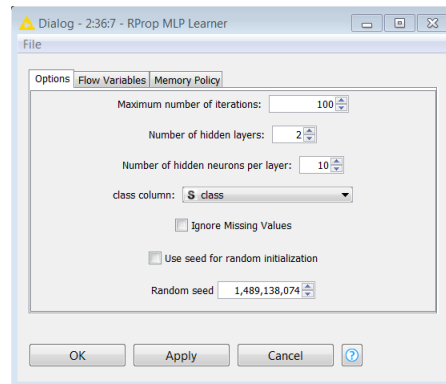 Dialog - 2:36:7 - RProp MLP Learner
File
Options Flow Variables Memory Policy
Maximum number of iterations: 100
Number of hidden layers: 2
Number of hidden neurons per layer: 10
class column: S class
Ignore Missing Values
Use seed for random initialization
Random seed 1,489,138,074
OK Apply Cancel ?